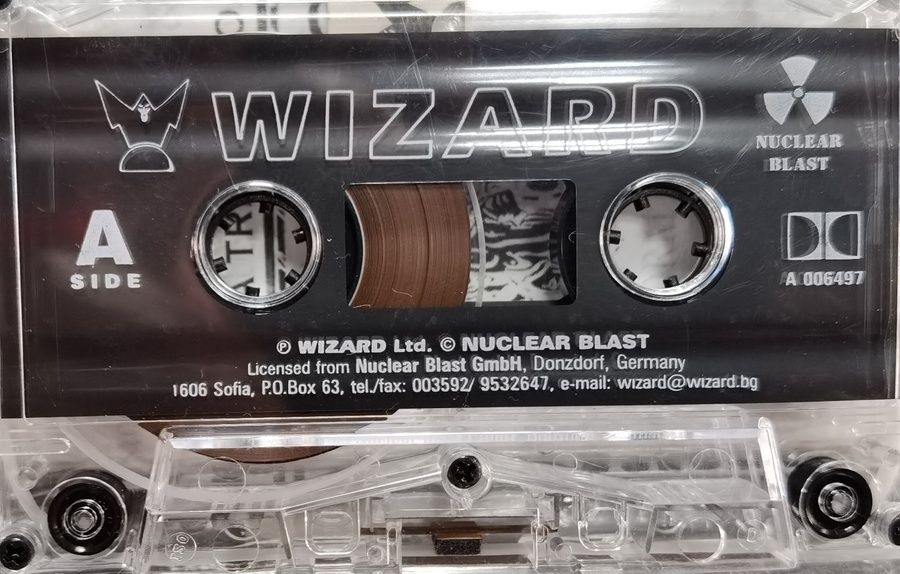 WIZARD
NUCLEAR
BLAST
A
SIDE
A 006497
℗ WIZARD Ltd. © NUCLEAR BLAST
Licensed from Nuclear Blast GmbH, Donzdorf, Germany
1606 Sofia, P.O.Box 63, tel./fax: 003592/ 9532647, e-mail: wizard@wizard.bg